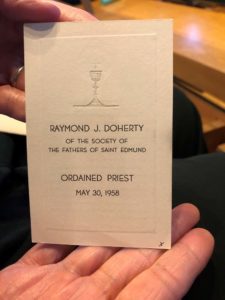 RAYMOND J. DOHERTY
OF THE SOCIETY OF
THE FATHERS OF SAINT EDMUND
ORDAINED PRIEST
MAY 30, 1958